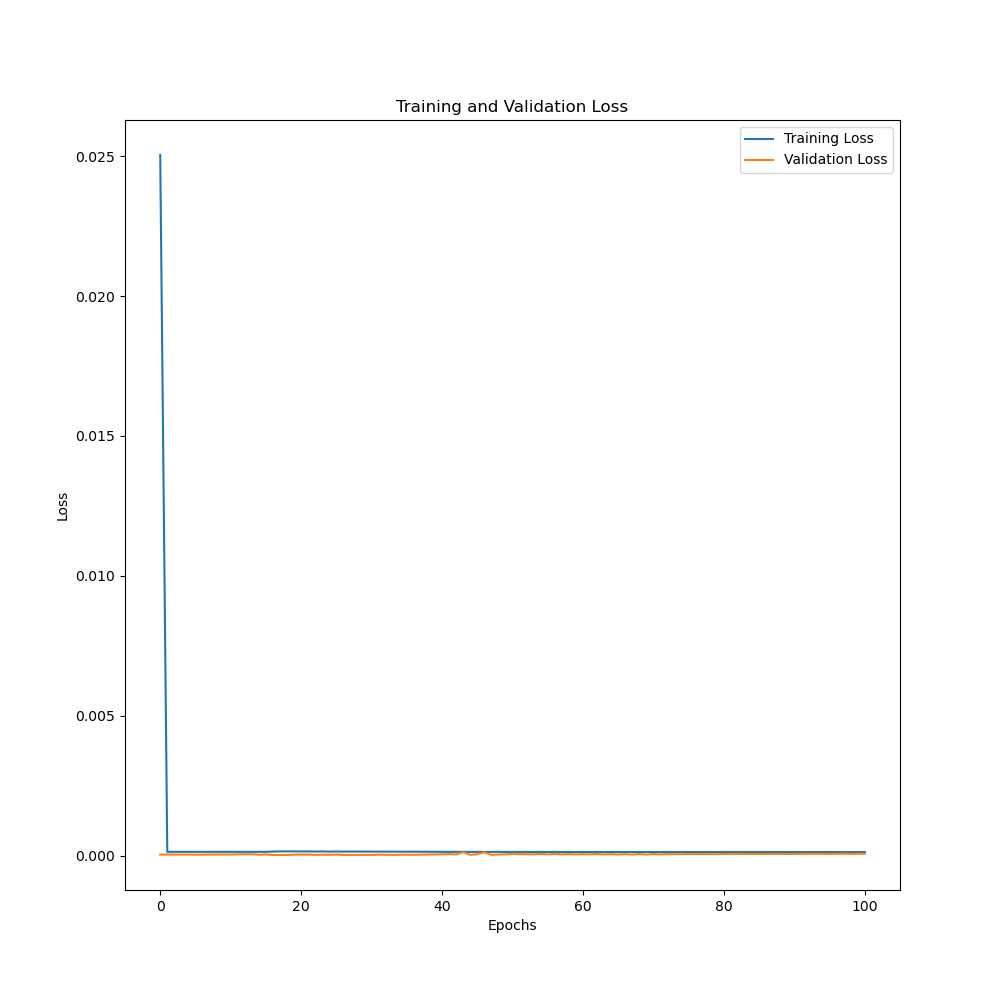 Training and Validation Loss
Training Loss
Validation Loss
0.025
0.020
0.015
0.010
0.005
0.000
Loss
0 20 40 60 80 100
Epochs